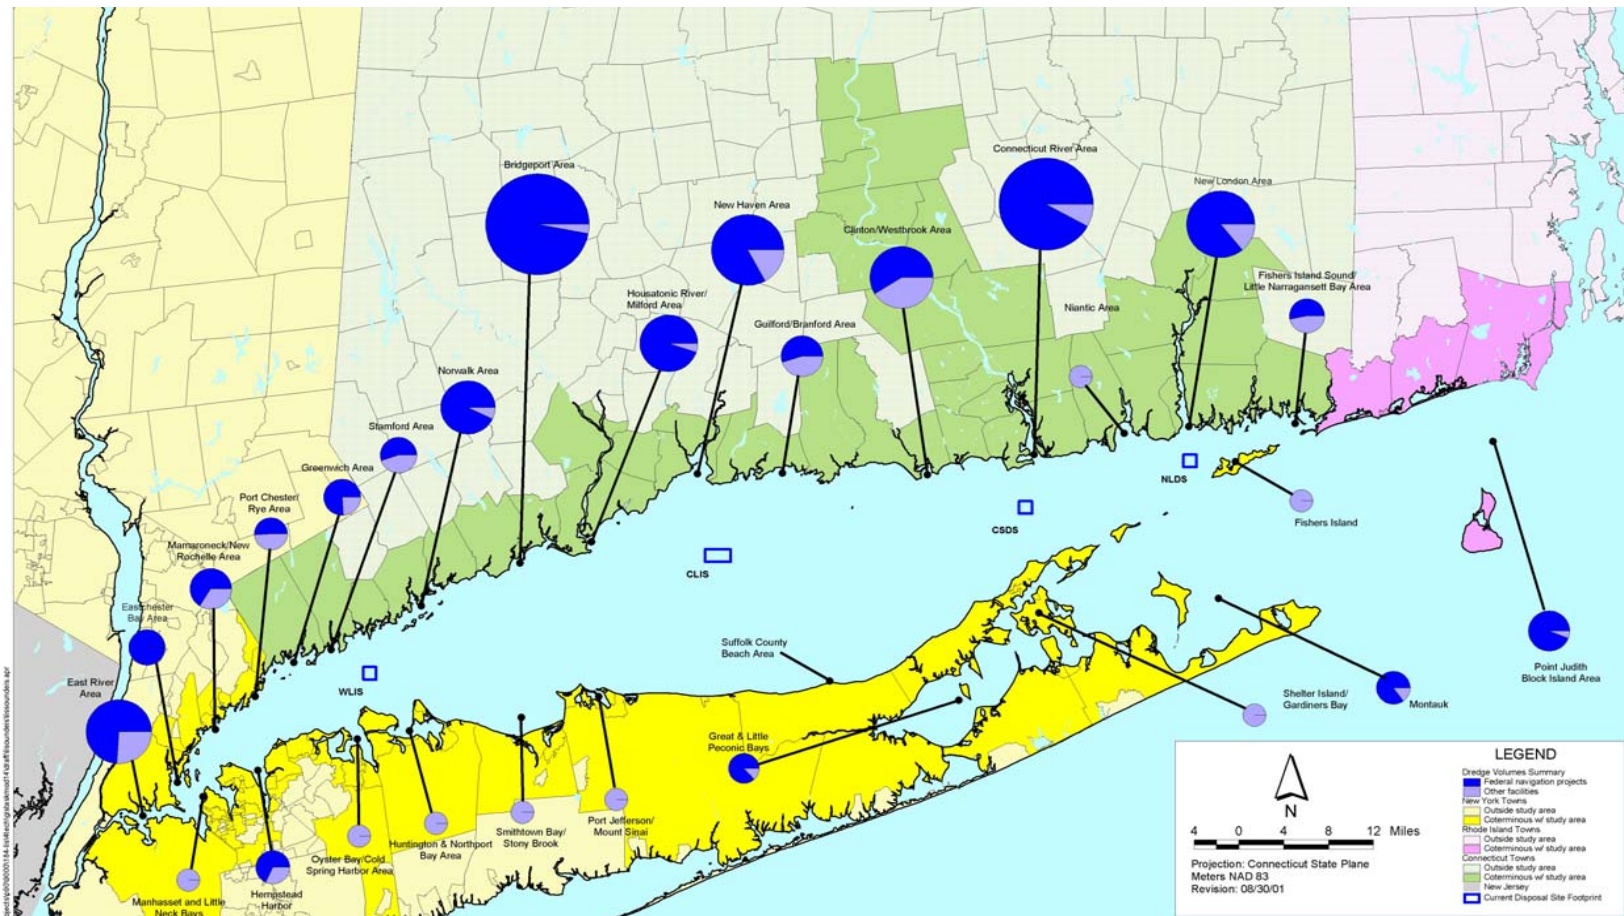 Bridgeport Area
Connecticut River Area
New London Area
New Haven Area
Clinton/Westbrook Area
Fishers Island Sound/
Little Narragansett Bay Area
Housatonic River/
Milford Area
Niantic Area
Guilford/Branford Area
Norwalk Area
Stamford Area
Greenwich Area
Port Chester/
Rye Area
Mamaroneck/New
Rochelle Area
Eastchester
Bay Area
East River
Area
NLDS
CSDS
CLIS
WLIS
Fishers Island
Suffolk County
Beach Area
Point Judith
Block Island Area
Shelter Island/
Gardiners Bay
Montauk
Great & Little
Peconic Bays
Port Jefferson/
Mount Sinai
Smithtown Bay/
Stony Brook
Huntington & Northport
Bay Area
Oyster Bay/Cold
Spring Harbor Area
Hempstead
Harbor
Manhasset and Little
Neck Bays
N
4 0 4 8 12 Miles
Projection: Connecticut State Plane
Meters NAD 83
Revision: 08/30/01
LEGEND
Dredge Volumes Summary
Federal navigation projects
Other facilities
New York Towns
Outside study area
Coterminous w/ study area
Rhode Island Towns
Outside study area
Coterminous w/ study area
Connecticut Towns
Outside study area
Coterminous w/ study area
New Jersey
Current Disposal Site Footprint